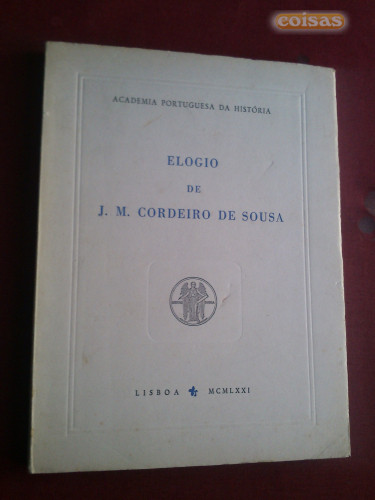 coisas
ACADEMIA PORTUGUESA DA HISTÓRIA
ELOGIO
DE
J. M. CORDEIRO DE SOUSA
LISBOA MCMLXXI